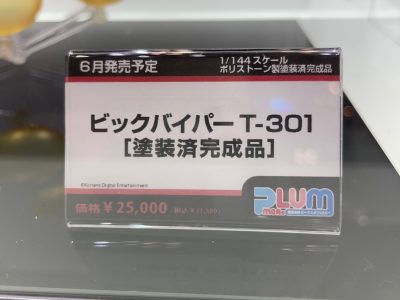 6月発売予定
1/144スケール
ポリストーン製塗装済完成品
ビックバイパー T-301
[塗装済完成品]
©Konami Digital Entertainment
価格 ¥25,000
PLUM